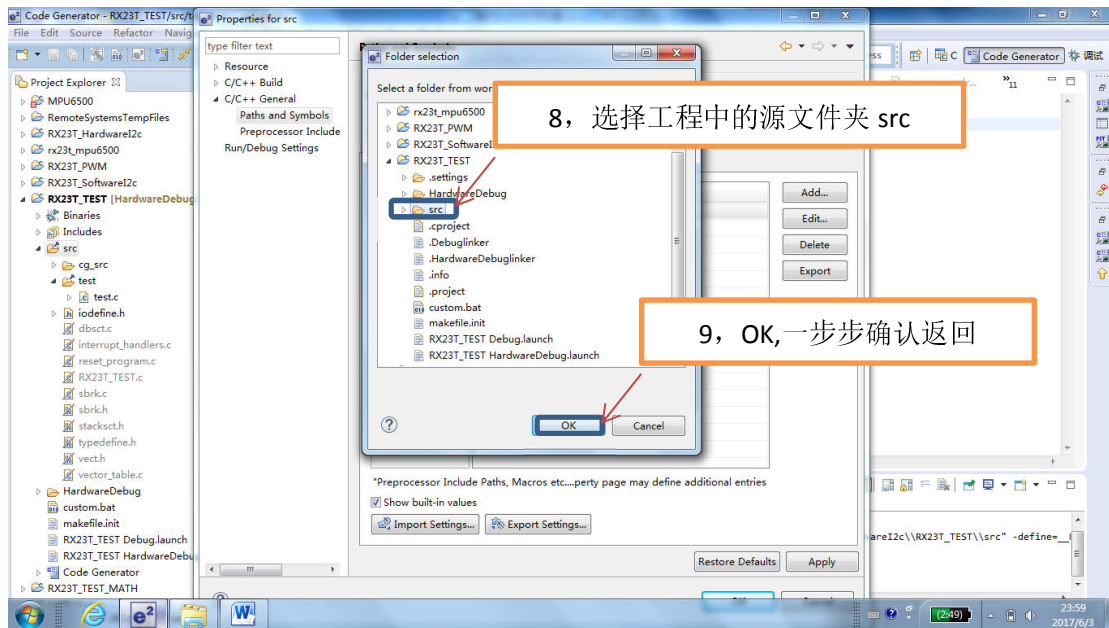 Code Generator - RX23T_TEST/src/t
Properties for src
File Edit Source Refactor Navig
type filter text
Resource
C/C++ Build
C/C++ General
Paths and Symbols
Preprocessor Include
Run/Debug Settings
Folder selection
Select a folder from wor
rx23t_mpu6500
RX23T_PWM
RX23T_SoftwareI
RX23T_TEST
.settings
HardwareDebug
src
.cproject
.Debuglinker
.HardwareDebuglinker
.info
.project
custom.bat
makefile.init
RX23T_TEST Debug.launch
RX23T_TEST HardwareDebug.launch
OK
Cancel
8，选择工程中的源文件夹 src
9，OK,一步步确认返回
Add...
Edit...
Delete
Export
"Preprocessor Include Paths, Macros etc....perty page may define additional entries
Show built-in values
Import Settings...
Export Settings...
Restore Defaults
Apply
Project Explorer
MPU6500
RemoteSystemsTempFiles
RX23T_HardwareI2c
rx23t_mpu6500
RX23T_PWM
RX23T_SoftwareI2c
RX23T_TEST [HardwareDebug
Binaries
Includes
src
cg_src
test
test.c
iodefine.h
dbsct.c
interrupt_handlers.c
reset_program.c
RX23T_TEST.c
sbrk.c
sbrk.h
stacksct.h
typedefine.h
vect.h
vector_table.c
HardwareDebug
custom.bat
makefile.init
RX23T_TEST Debug.launch
RX23T_TEST HardwareDebu
Code Generator
RX23T_TEST_MATH
ess
C
Code Generator
调试
11
areI2c\\RX23T_TEST\\src" -define=__
(2:49)
23:59
2017/6/3